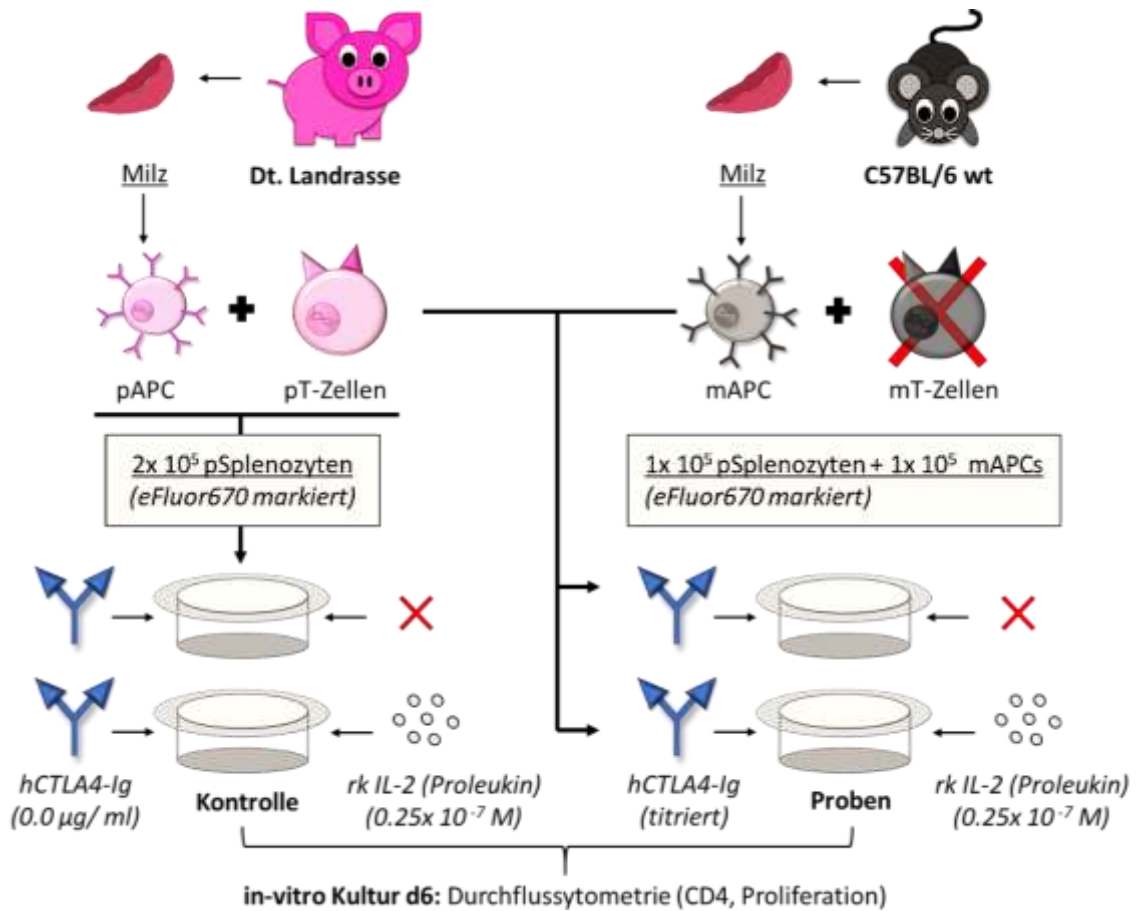 Milz
Dt. Landrasse
Milz
C57BL/6 wt
pAPC
pT-Zellen
mAPC
mT-Zellen
2x 10⁵ pSplenozyten
(eFluor670 markiert)
1x 10⁵ pSplenozyten + 1x 10⁵ mAPCs
(eFluor670 markiert)
hCTLA4-Ig
(0.0 µg/ ml)
Kontrolle
rk IL-2 (Proleukin)
(0.25x 10⁻⁷ M)
hCTLA4-Ig
(titriert)
Proben
rk IL-2 (Proleukin)
(0.25x 10⁻⁷ M)
in-vitro Kultur d6: Durchflussytometrie (CD4, Proliferation)